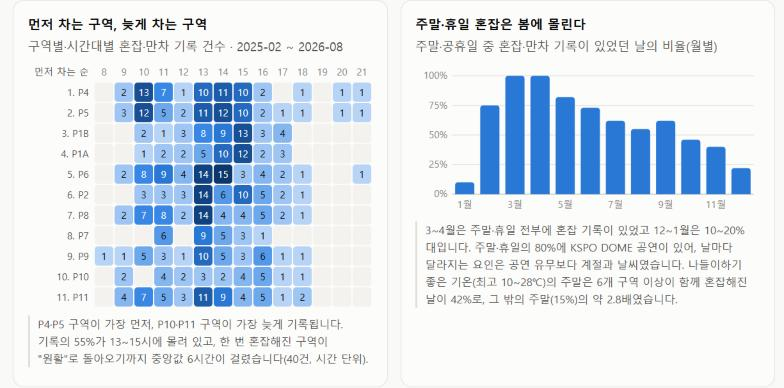 먼저 차는 구역, 늦게 차는 구역
구역별·시간대별 혼잡·만차 기록 건수 · 2025-02 ~ 2026-08
먼저 차는 순 8 9 10 11 12 13 14 15 16 17 18 19 20 21
1. P4 2 13 7 1 10 11 10 2 1 1 1
2. P5 3 12 5 2 11 12 10 2 1 1 1 1
3. P1B 2 1 3 8 9 13 3 4
4. P1A 1 2 2 5 10 12 2 3
5. P6 2 8 9 4 14 15 3 4 2 1 1
6. P2 3 3 3 14 6 10 5 2 1
7. P8 2 7 8 2 14 4 4 5 2 1
8. P7 6 9 5 3 1
9. P9 1 1 5 3 1 10 5 3 6 1 1
10. P10 2 4 2 3 2 4 5 1
11. P11 4 7 5 3 11 9 4 5 1 2
P4·P5 구역이 가장 먼저, P10·P11 구역이 가장 늦게 기록됩니다.
기록의 55%가 13~15시에 몰려 있고, 한 번 혼잡해진 구역이
"원활"로 돌아오기까지 중앙값 6시간이 걸렸습니다(40건, 시간 단위).
주말·휴일 혼잡은 봄에 몰린다
주말·공휴일 중 혼잡·만차 기록이 있었던 날의 비율(월별)
100%
75%
50%
25%
0%
1월 3월 5월 7월 9월 11월
3~4월은 주말·휴일 전부에 혼잡 기록이 있었고 12~1월은 10~20%
대입니다. 주말·휴일의 80%에 KSPO DOME 공연이 있어, 날마다
달라지는 요인은 공연 유무보다 계절과 날씨였습니다. 나들이하기
좋은 기온(최고 10~28℃)의 주말은 6개 구역 이상이 함께 혼잡해진
날이 42%로, 그 밖의 주말(15%)의 약 2.8배였습니다.